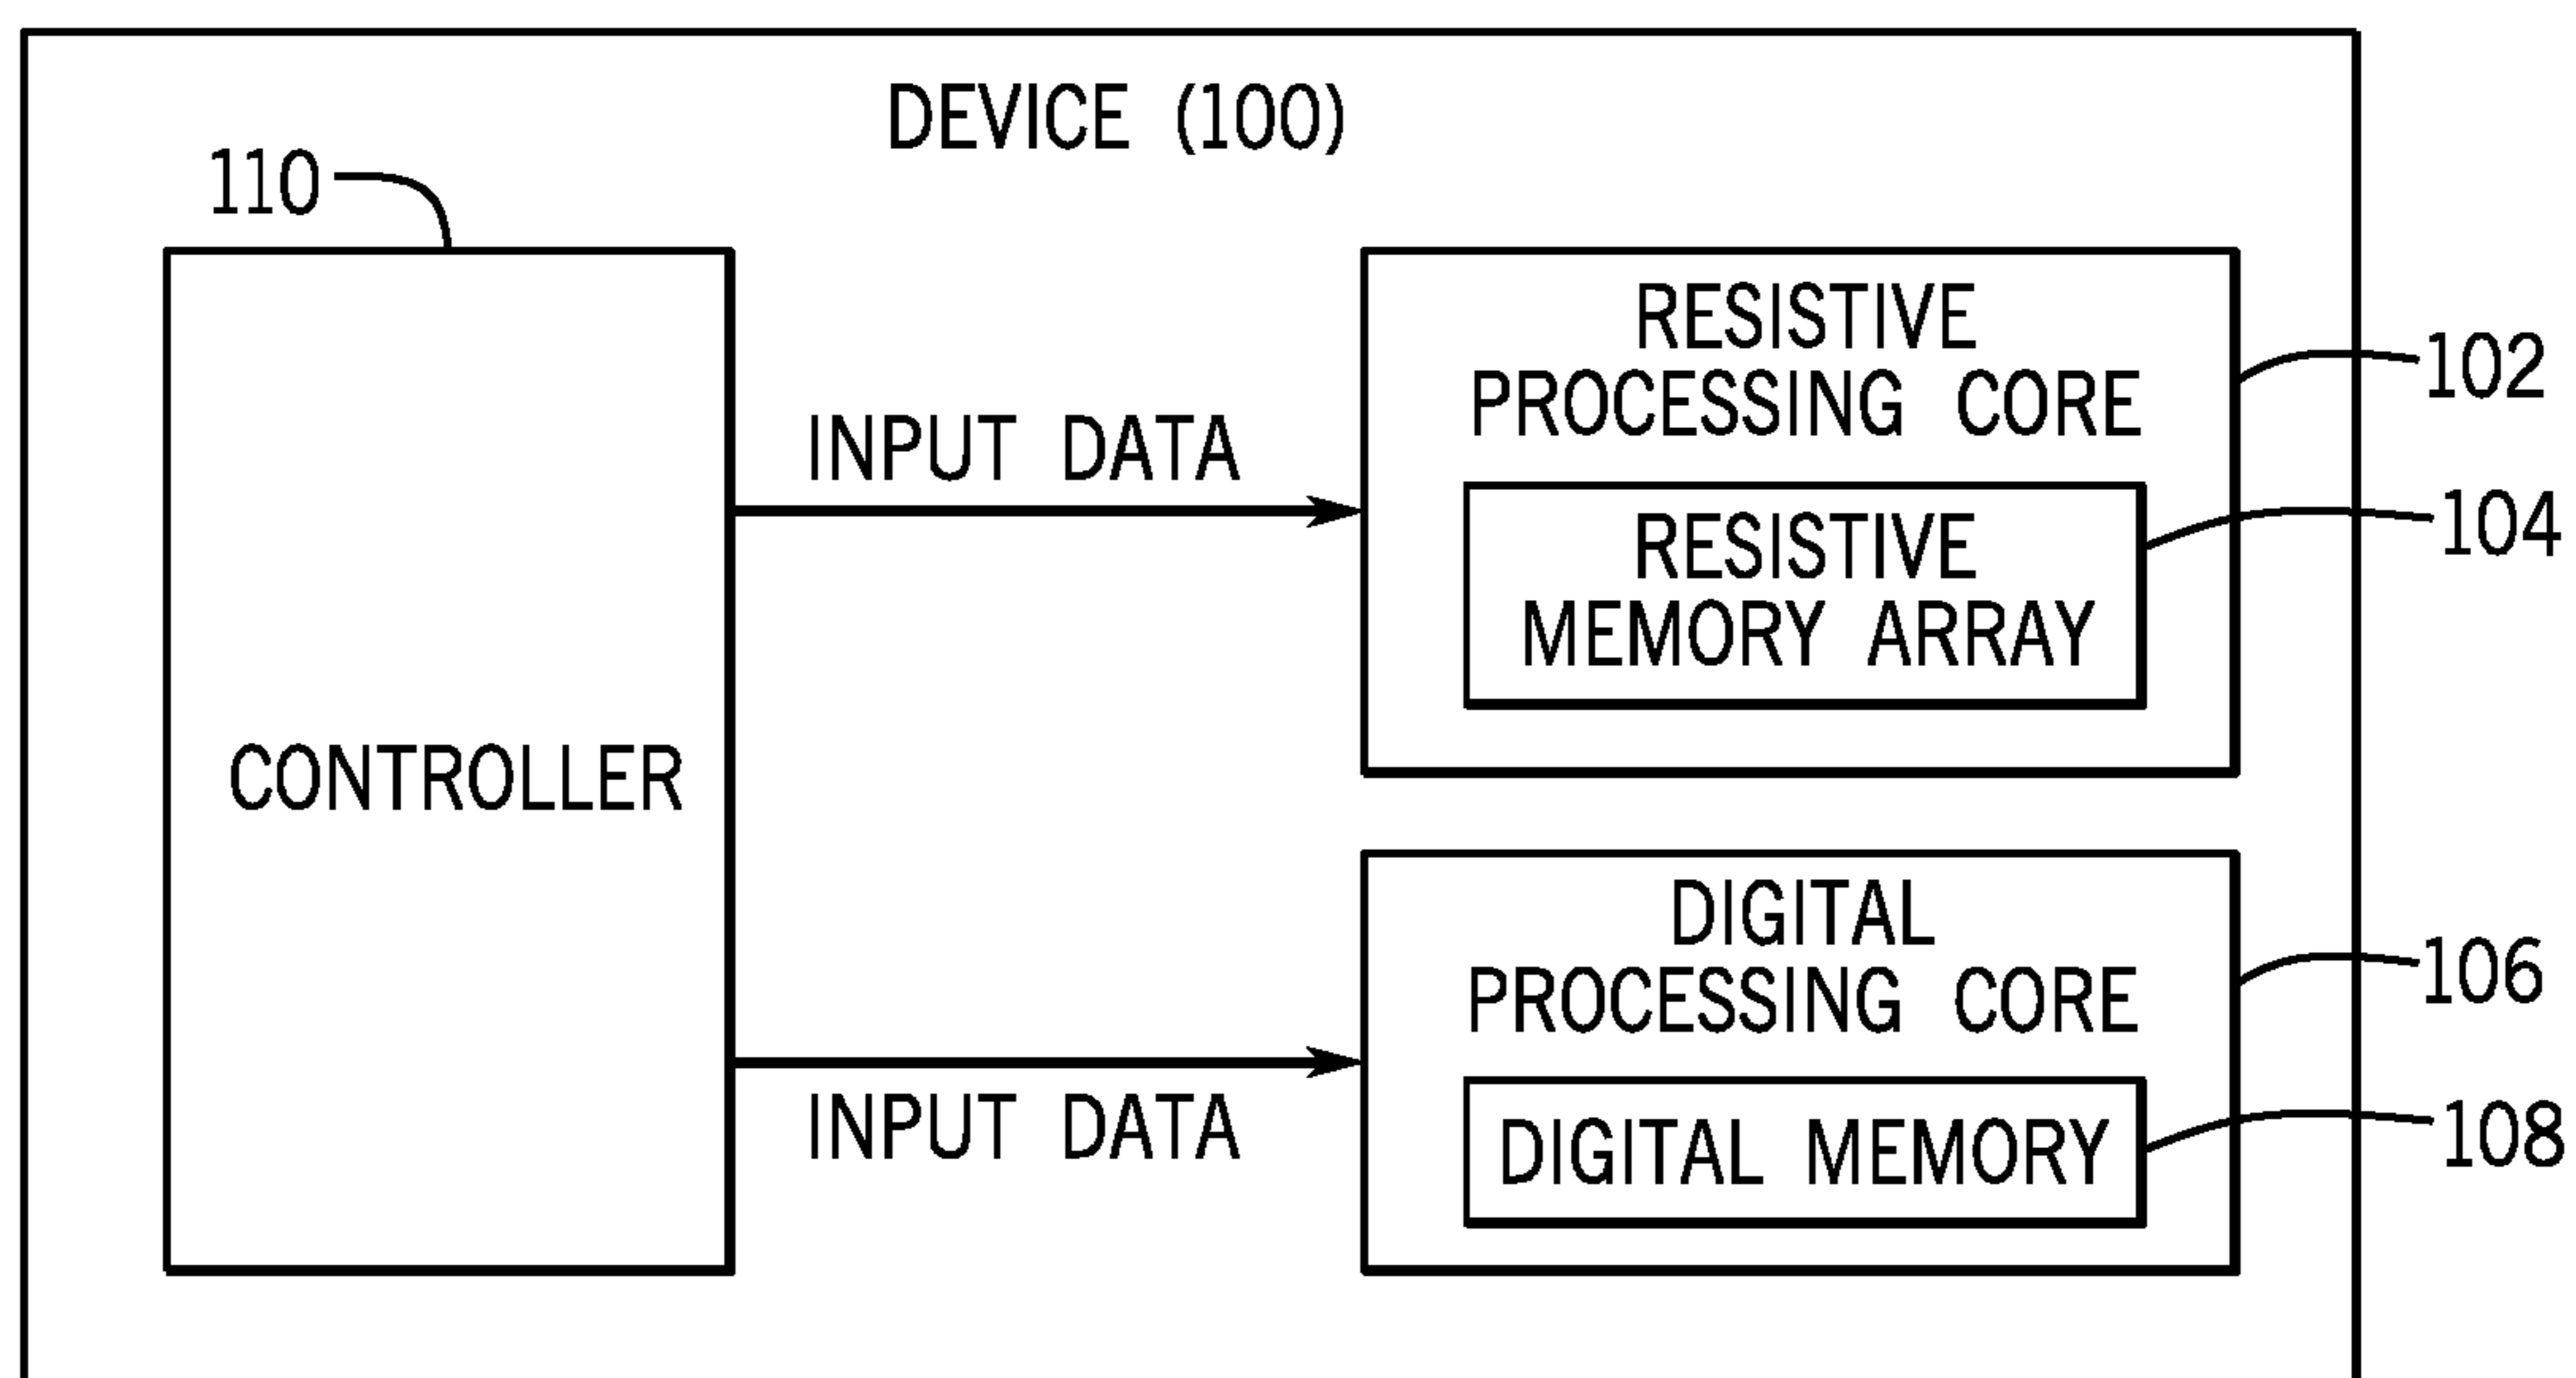 DEVICE (100)
110
CONTROLLER
INPUT DATA
RESISTIVE
PROCESSING CORE
102
RESISTIVE
MEMORY ARRAY
104
INPUT DATA
DIGITAL
PROCESSING CORE
106
DIGITAL MEMORY
108